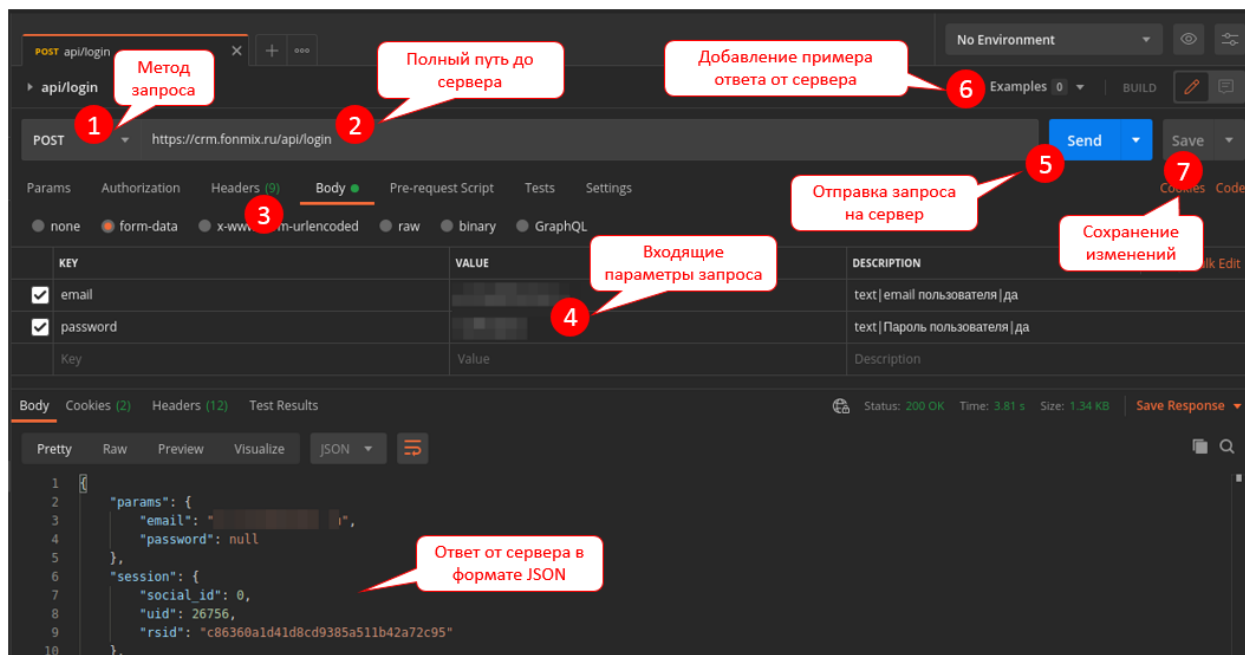 POST api/login
No Environment
Метод
запроса
Полный путь до
сервера
Добавление примера
ответа от сервера
api/login
6
Examples 0
BUILD
1
2
POST
https://crm.fonmix.ru/api/login
Send
Save
5
7
Params Authorization Headers (9) Body Pre-request Script Tests Settings
Отправка запроса
на сервер
Cookies Code
3
none form-data x-www- m-urlencoded raw binary GraphQL
Входящие
параметры запроса
Сохранение
изменений
KEY VALUE DESCRIPTION lk Edit
email text|email пользователя|да
4
password text|Пароль пользователя|да
Key Value Description
Body Cookies (2) Headers (12) Test Results Status: 200 OK Time: 3.81 s Size: 1.34 KB Save Response
Pretty Raw Preview Visualize JSON
1 {
2 "params": {
3 "email": " ",
4 "password": null
5 },
Ответ от сервера в
формате JSON
6 "session": {
7 "social_id": 0,
8 "uid": 26756,
9 "rsid": "c86360a1d41d8cd9385a511b42a72c95"
10 },